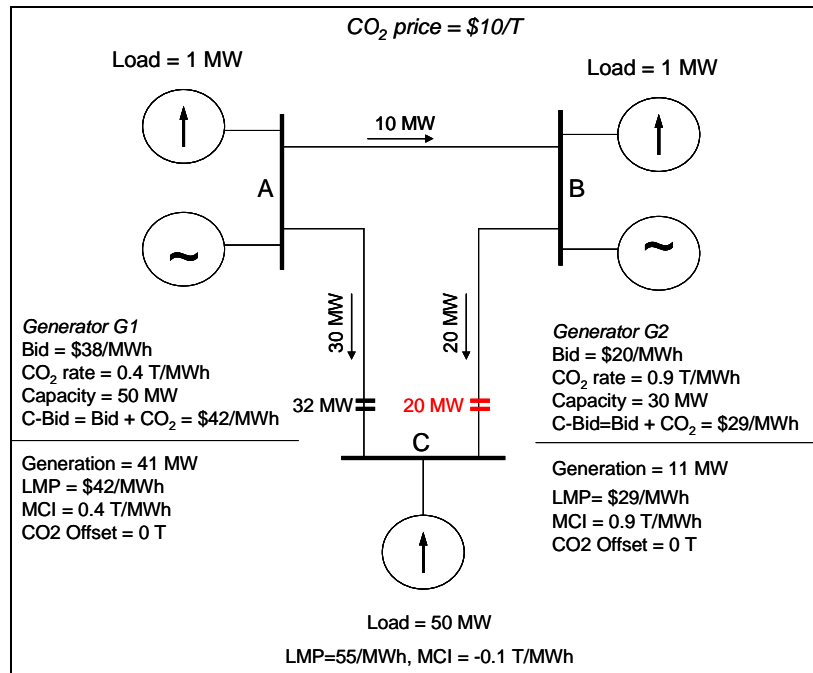 CO₂ price = $10/T
Load = 1 MW
Load = 1 MW
10 MW
A
B
30 MW
20 MW
Generator G1
Bid = $38/MWh
CO₂ rate = 0.4 T/MWh
Capacity = 50 MW
C-Bid = Bid + CO₂ = $42/MWh
Generator G2
Bid = $20/MWh
CO₂ rate = 0.9 T/MWh
Capacity = 30 MW
C-Bid=Bid + CO₂ = $29/MWh
32 MW
20 MW
C
Generation = 41 MW
LMP = $42/MWh
MCI = 0.4 T/MWh
CO2 Offset = 0 T
Generation = 11 MW
LMP= $29/MWh
MCI = 0.9 T/MWh
CO2 Offset = 0 T
Load = 50 MW
LMP=55/MWh, MCI = -0.1 T/MWh